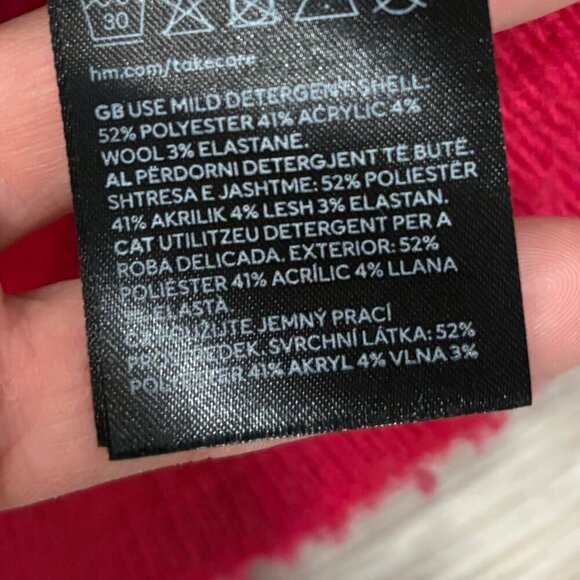 30
hm.com/takecare
GB USE MILD DETERGENT. SHELL:
52% POLYESTER 41% ACRYLIC 4%
WOOL 3% ELASTANE.
AL PËRDORNI DETERGJENT TË BUTË.
SHTRESA E JASHTME: 52% POLIESTËR
41% AKRILIK 4% LESH 3% ELASTAN.
CAT UTILITZEU DETERGENT PER A
ROBA DELICADA. EXTERIOR: 52%
POLIÈSTER 41% ACRÍLIC 4% LLANA
ELASTÀ.
JEMNÝ PRACÍ
SVRCHNÍ LÁTKA: 52%
41% AKRYL 4% VLNA 3%